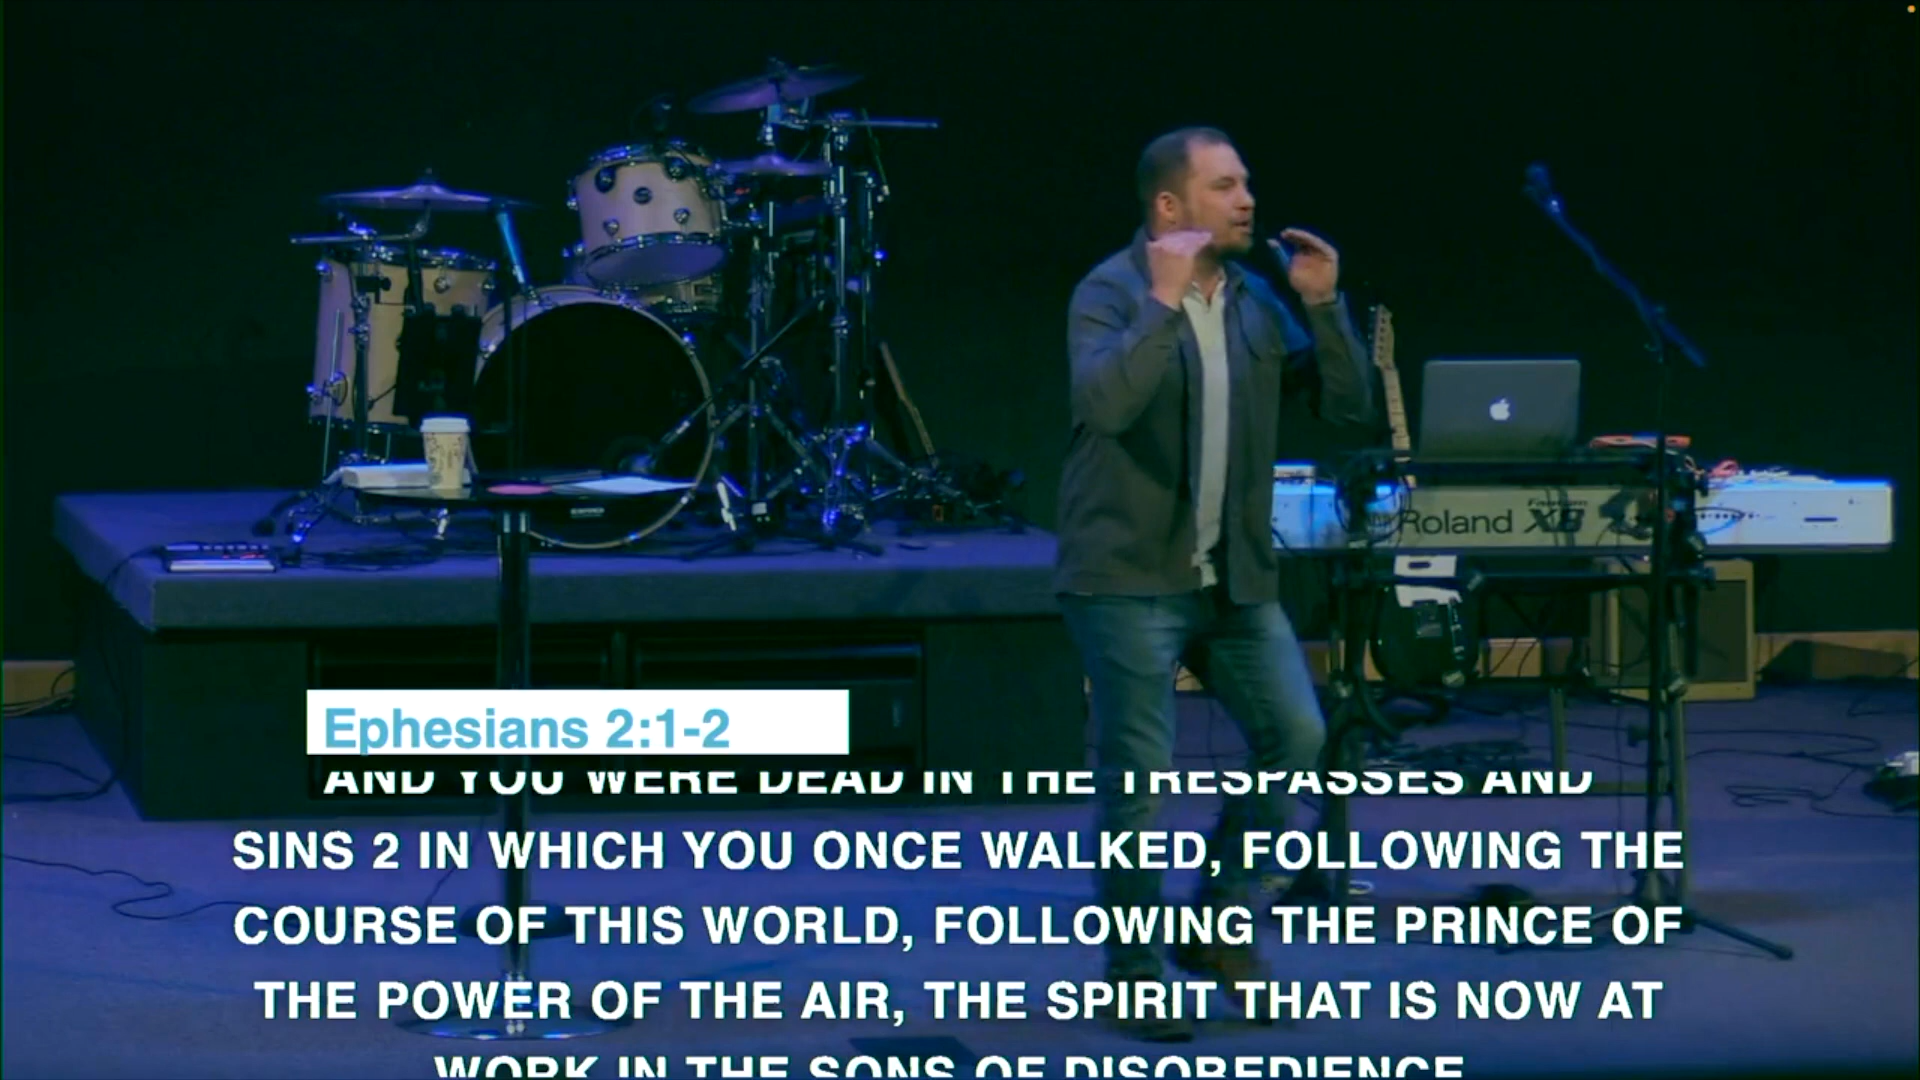 Roland XB
Ephesians 2:1-2
AND YOU WERE DEAD IN THE TRESPASSES AND
SINS 2 IN WHICH YOU ONCE WALKED, FOLLOWING THE
COURSE OF THIS WORLD, FOLLOWING THE PRINCE OF
THE POWER OF THE AIR, THE SPIRIT THAT IS NOW AT
WORK IN THE SONS OF DISOBEDIENCE